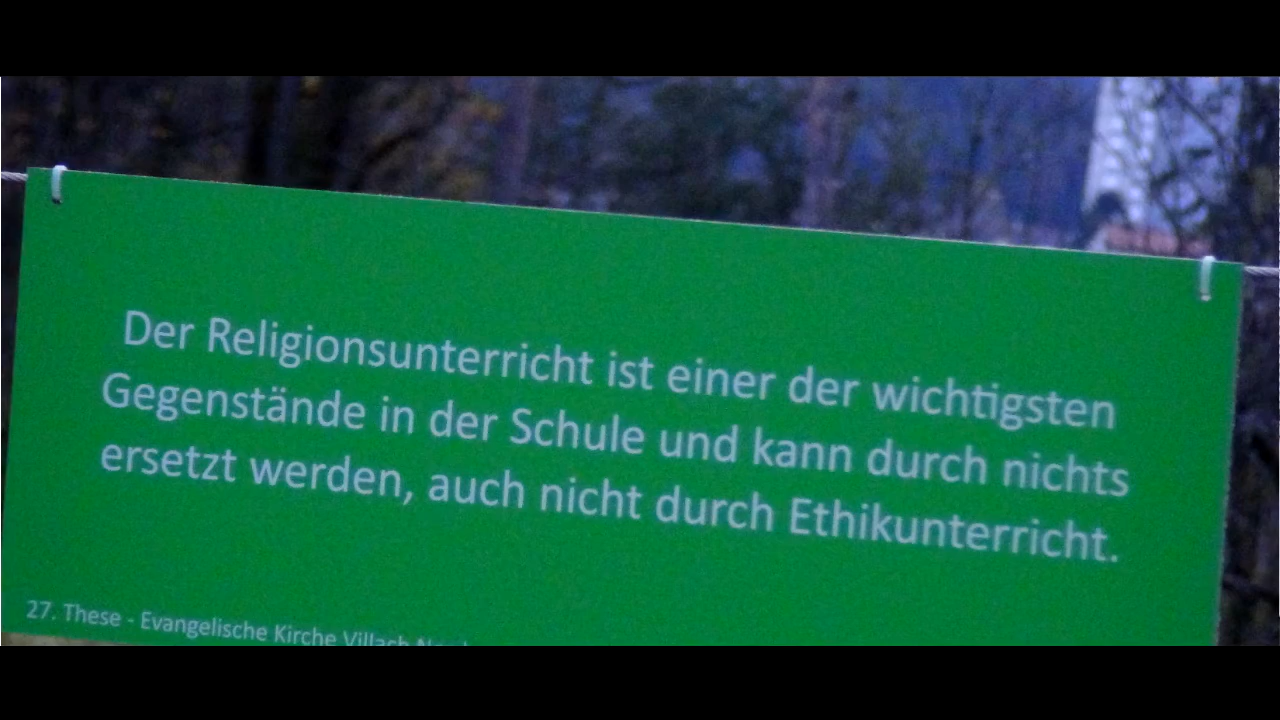 Der Religionsunterricht ist einer der wichtigsten
Gegenstände in der Schule und kann durch nichts
ersetzt werden, auch nicht durch Ethikunterricht.
27. These - Evangelische Kirche Villach